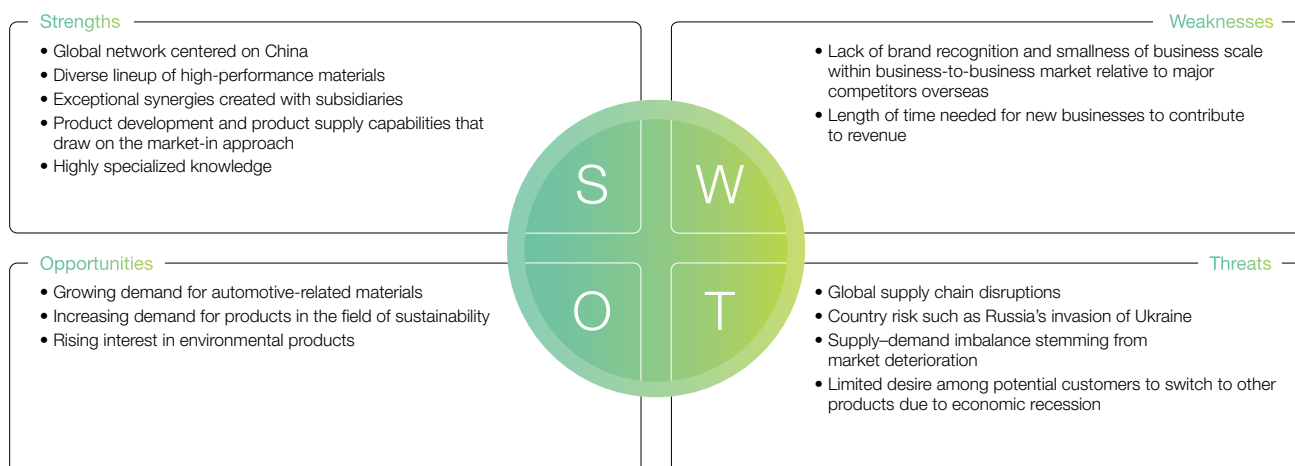 Strengths
• Global network centered on China
• Diverse lineup of high-performance materials
• Exceptional synergies created with subsidiaries
• Product development and product supply capabilities that
draw on the market-in approach
• Highly specialized knowledge
Weaknesses
• Lack of brand recognition and smallness of business scale
within business-to-business market relative to major
competitors overseas
• Length of time needed for new businesses to contribute
to revenue
S
W
O
T
Opportunities
• Growing demand for automotive-related materials
• Increasing demand for products in the field of sustainability
• Rising interest in environmental products
Threats
• Global supply chain disruptions
• Country risk such as Russia’s invasion of Ukraine
• Supply–demand imbalance stemming from
market deterioration
• Limited desire among potential customers to switch to other
products due to economic recession